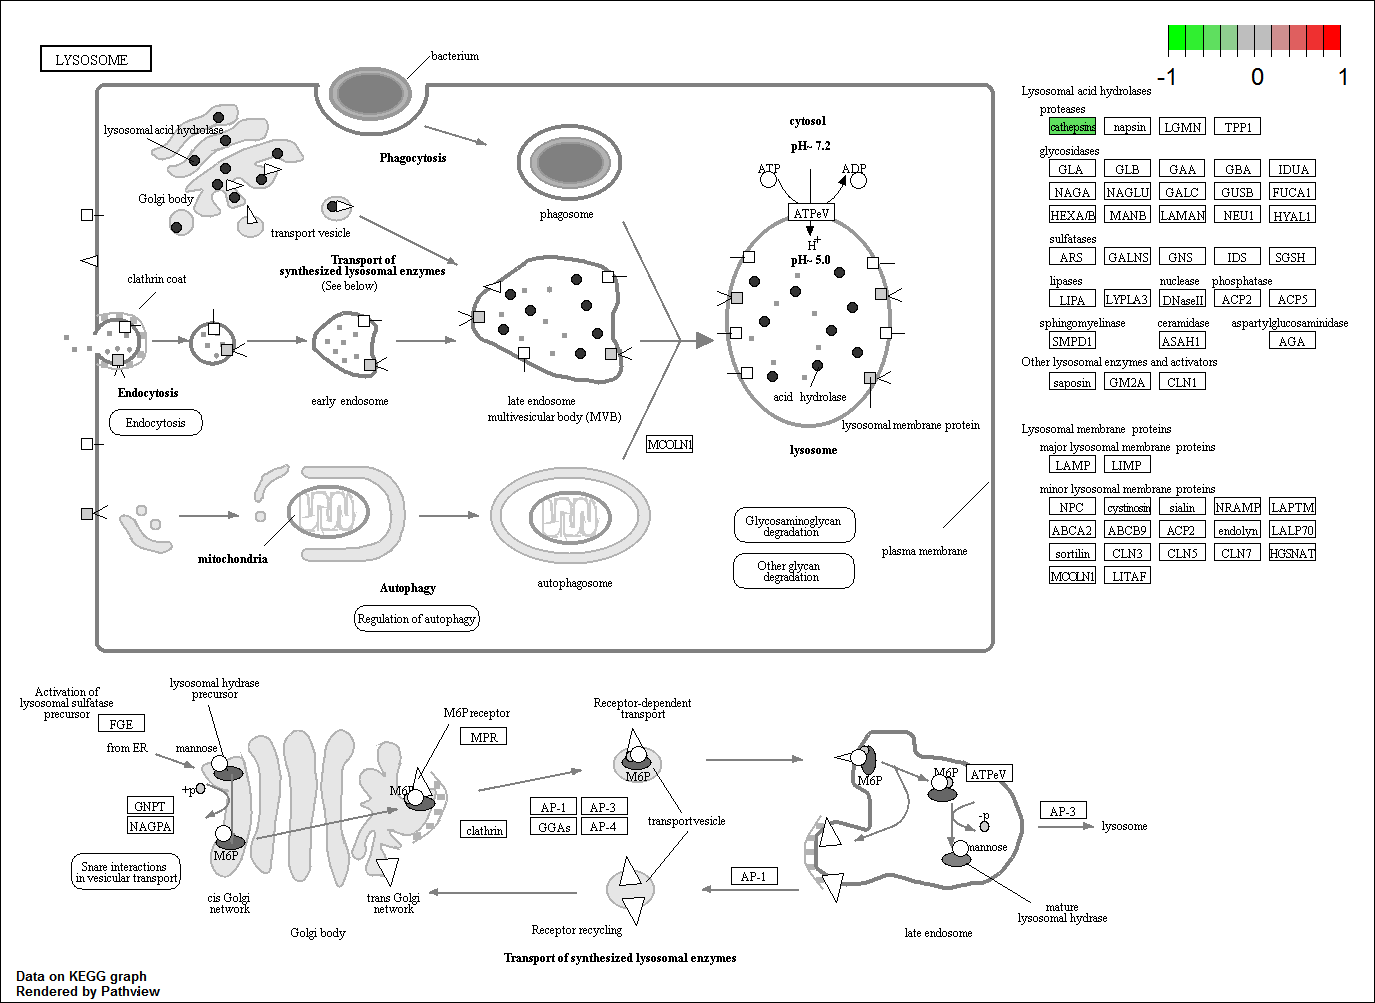 LYSOSOME
bacterium
-1
0
1
lysosomal acid hydrolase
Phagocytosis
Golgi body
transport vesicle
phagosome
Transport of
synthesized lysosomal enzymes
(See below)
clathrin coat
cytosol
pH~ 7.2
ATP
ADP
ATPeV
H+
pH~ 5.0
Endocytosis
Endocytosis
early endosome
late endosome
multivesicular body (MVB)
acid hydrolase
lysosomal membrane protein
lysosome
MCOLN1
mitochondria
Autophagy
Regulation of autophagy
autophagosome
Glycosaminoglycan
degradation
Other glycan
degradation
plasma membrane
Lysosomal acid hydrolases
proteases
cathepsins napsin LGMN TPP1
glycosidases
GLA GLB GAA GBA IDUA
NAGA NAGLU GALC GUSB FUCA1
HEXA/B MANB LAMAN NEU1 HYAL1
sulfatases
ARS GALNS GNS IDS SGSH
lipases nuclease phosphatase
LIPA LYPLA3 DNaseII ACP2 ACP5
sphingomyelinase ceramidase aspartylglucosaminidase
SMPD1 ASAH1 AGA
Other lysosomal enzymes and activators
saposin GM2A CLN1
Lysosomal membrane proteins
major lysosomal membrane proteins
LAMP LIMP
minor lysosomal membrane proteins
NPC cystinosin sialin NRAMP LAPTM
ABCA2 ABCB9 ACP2 endolyn LALP70
sortilin CLN3 CLN5 CLN7 HGSNAT
MCOLN1 LITAF
Activation of
lysosomal sulfatase
precursor
FGE
lysosomal hydrase
precursor
from ER
mannose
+p
GNPT
NAGPA
M6P
Snare interactions
in vesicular transport
cis Golgi
network
Golgi body
trans Golgi
network
M6P receptor
MPR
M6P
clathrin
AP-1 AP-3
GGAs AP-4
Receptor-dependent
transport
M6P
transport vesicle
Receptor recycling
AP-1
M6P
M6P
ATPeV
-p
mannose
AP-3
lysosome
mature
lysosomal hydrase
late endosome
Transport of synthesized lysosomal enzymes
Data on KEGG graph
Rendered by Pathview